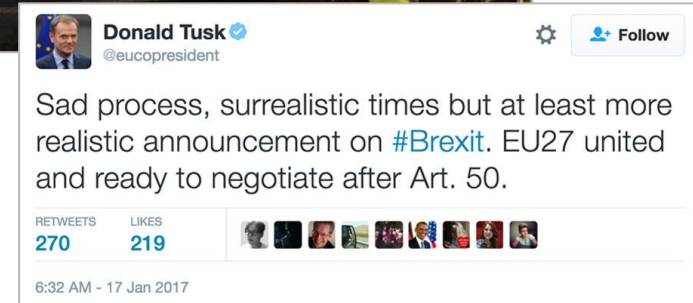 Donald Tusk
@eucopresident
Follow
Sad process, surrealistic times but at least more
realistic announcement on #Brexit. EU27 united
and ready to negotiate after Art. 50.
RETWEETS LIKES
270 219
6:32 AM - 17 Jan 2017